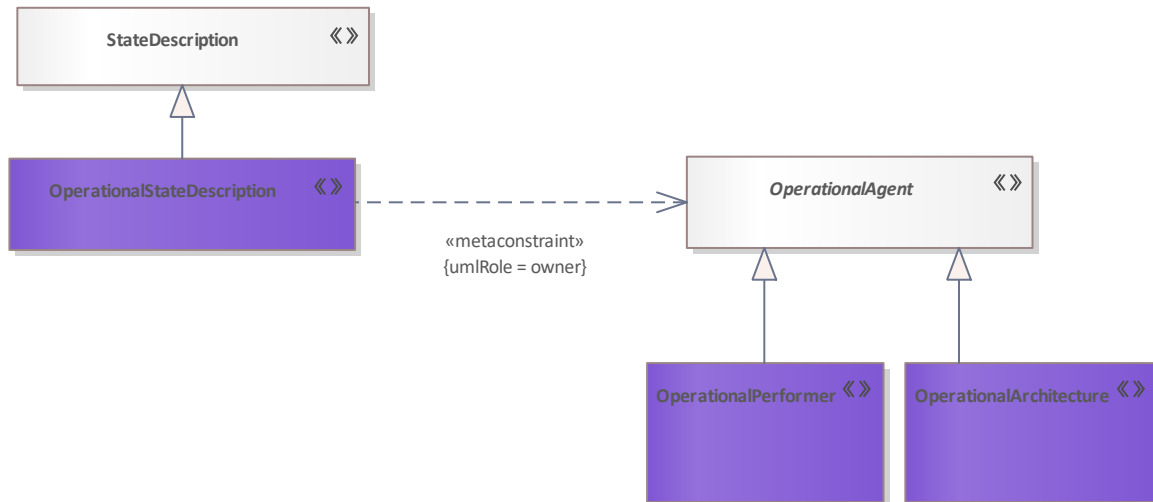 StateDescription «»
OperationalStateDescription «»
OperationalAgent «»
«metaconstraint»
{umlRole = owner}
OperationalPerformer «»
OperationalArchitecture «»